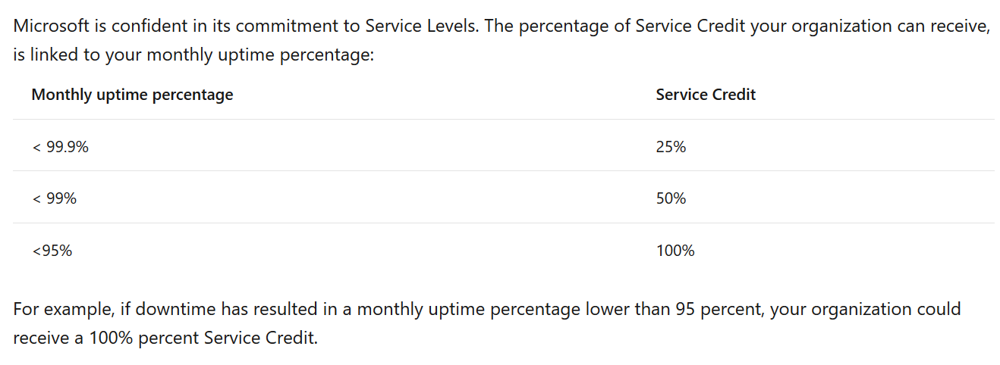 Microsoft is confident in its commitment to Service Levels. The percentage of Service Credit your organization can receive,
is linked to your monthly uptime percentage:
Monthly uptime percentage Service Credit
< 99.9% 25%
< 99% 50%
<95% 100%
For example, if downtime has resulted in a monthly uptime percentage lower than 95 percent, your organization could
receive a 100% percent Service Credit.